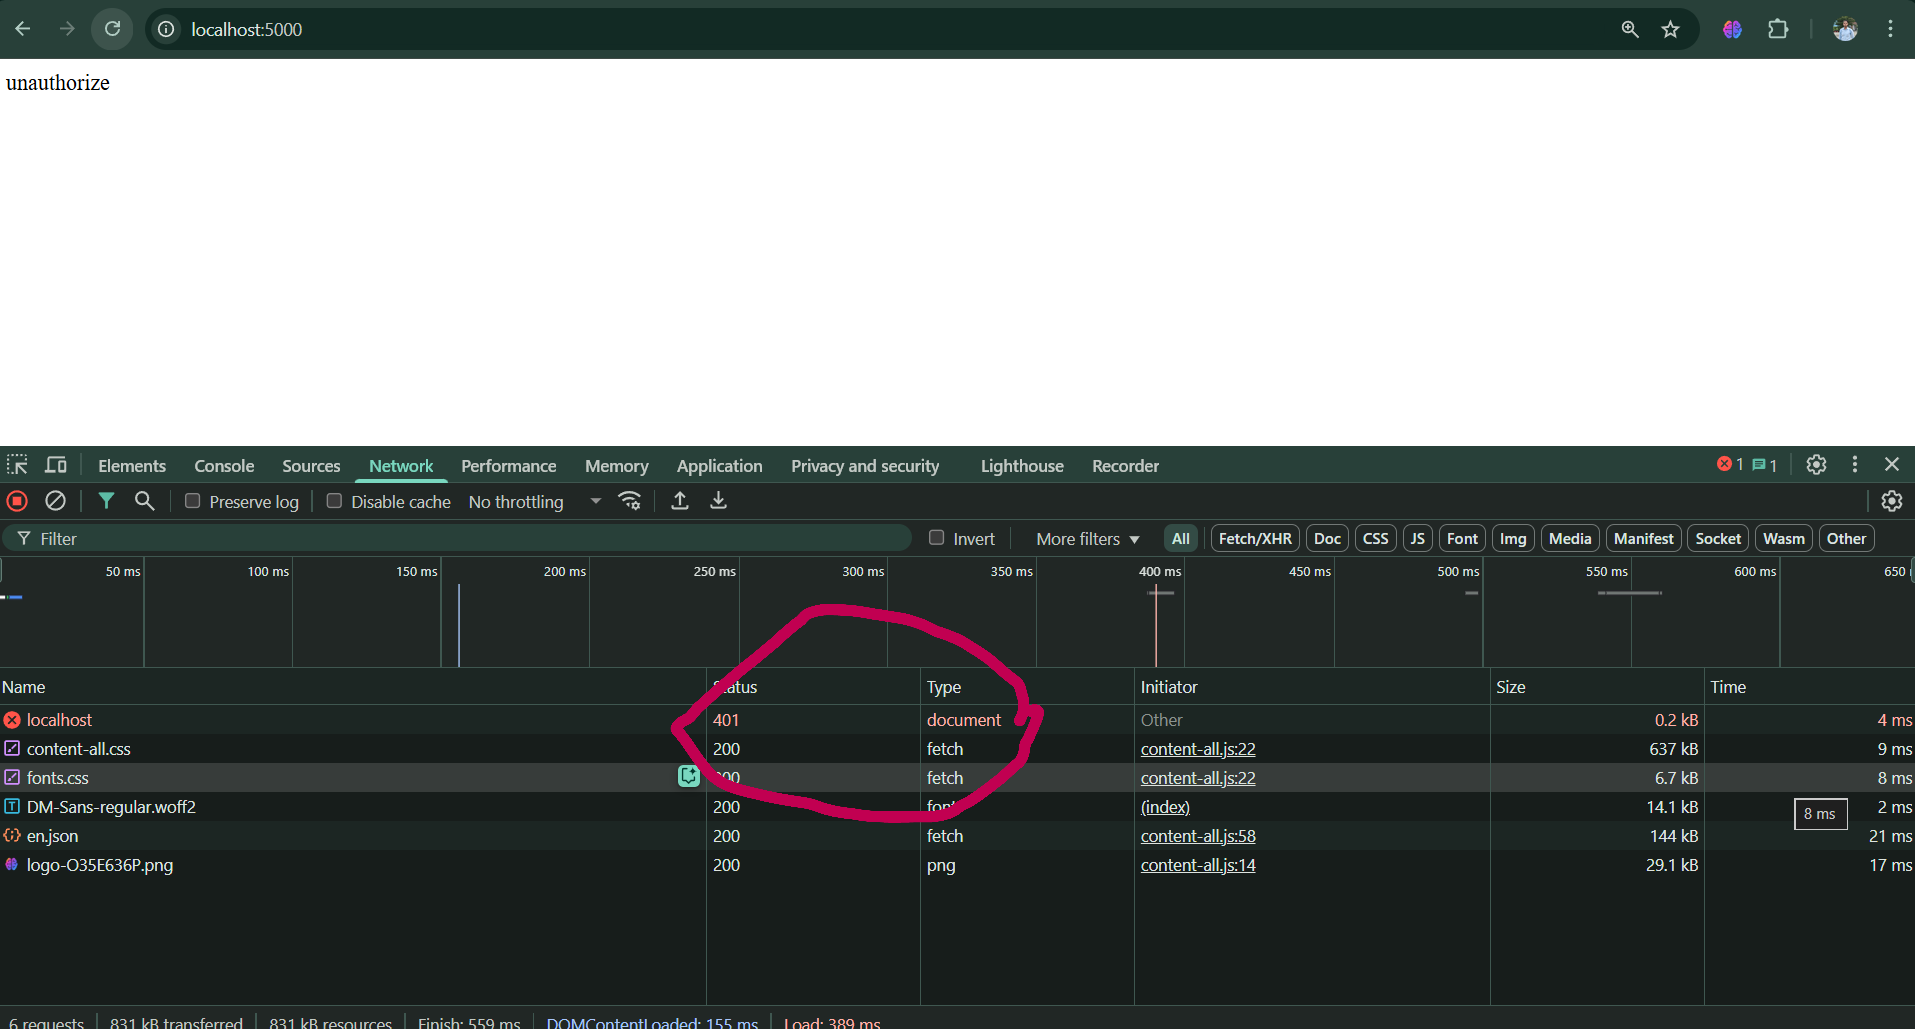 localhost:5000
unauthorize
Elements Console Sources Network Performance Memory Application Privacy and security Lighthouse Recorder 1 1
Preserve log Disable cache No throttling
Filter Invert More filters All Fetch/XHR Doc CSS JS Font Img Media Manifest Socket Wasm Other
50 ms 100 ms 150 ms 200 ms 250 ms 300 ms 350 ms 400 ms 450 ms 500 ms 550 ms 600 ms 650
Name Status Type Initiator Size Time
localhost 401 document Other 0.2 kB 4 ms
content-all.css 200 fetch content-all.js:22 637 kB 9 ms
fonts.css 200 fetch content-all.js:22 6.7 kB 8 ms
DM-Sans-regular.woff2 200 font (index) 14.1 kB 2 ms
8 ms
en.json 200 fetch content-all.js:58 144 kB 21 ms
logo-O35E636P.png 200 png content-all.js:14 29.1 kB 17 ms
6 requests 831 kB transferred 831 kB resources Finish: 559 ms DOMContentLoaded: 155 ms Load: 389 ms